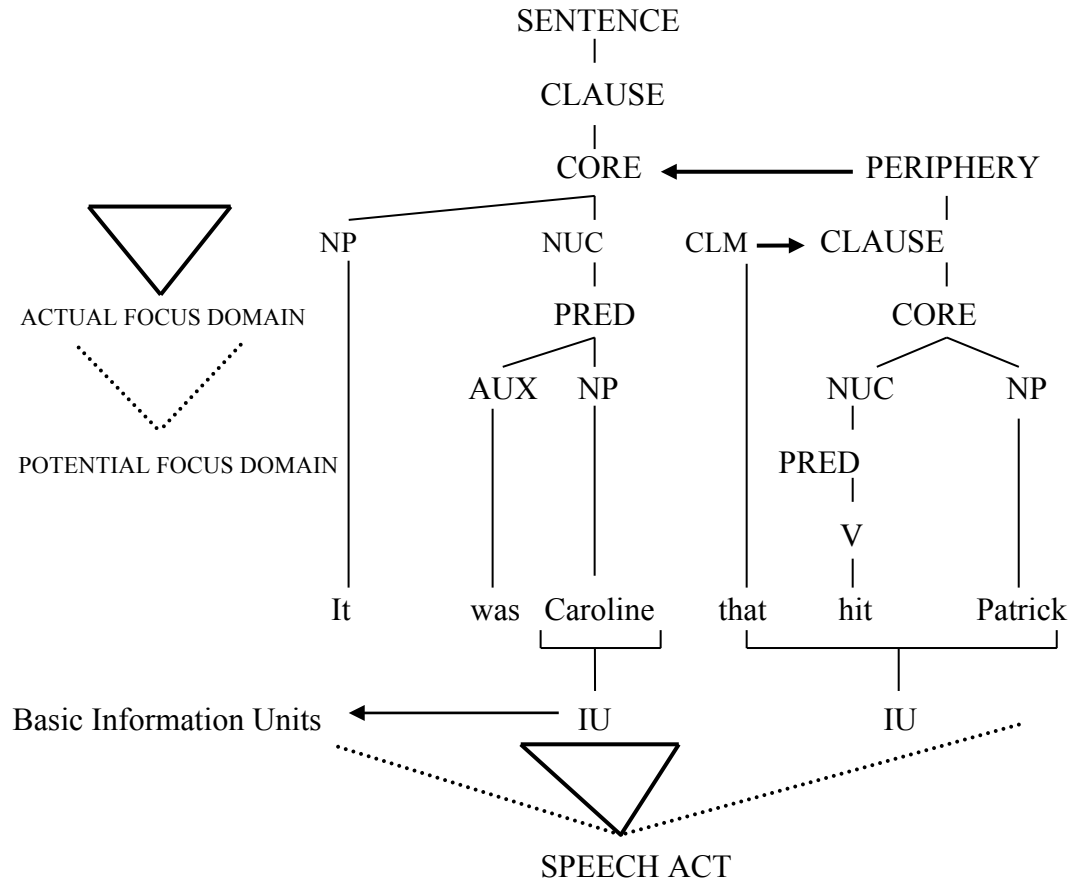 SENTENCE
CLAUSE
CORE PERIPHERY
NP NUC CLM CLAUSE
ACTUAL FOCUS DOMAIN PRED CORE
AUX NP NUC NP
POTENTIAL FOCUS DOMAIN PRED
V
It was Caroline that hit Patrick
Basic Information Units IU IU
SPEECH ACT